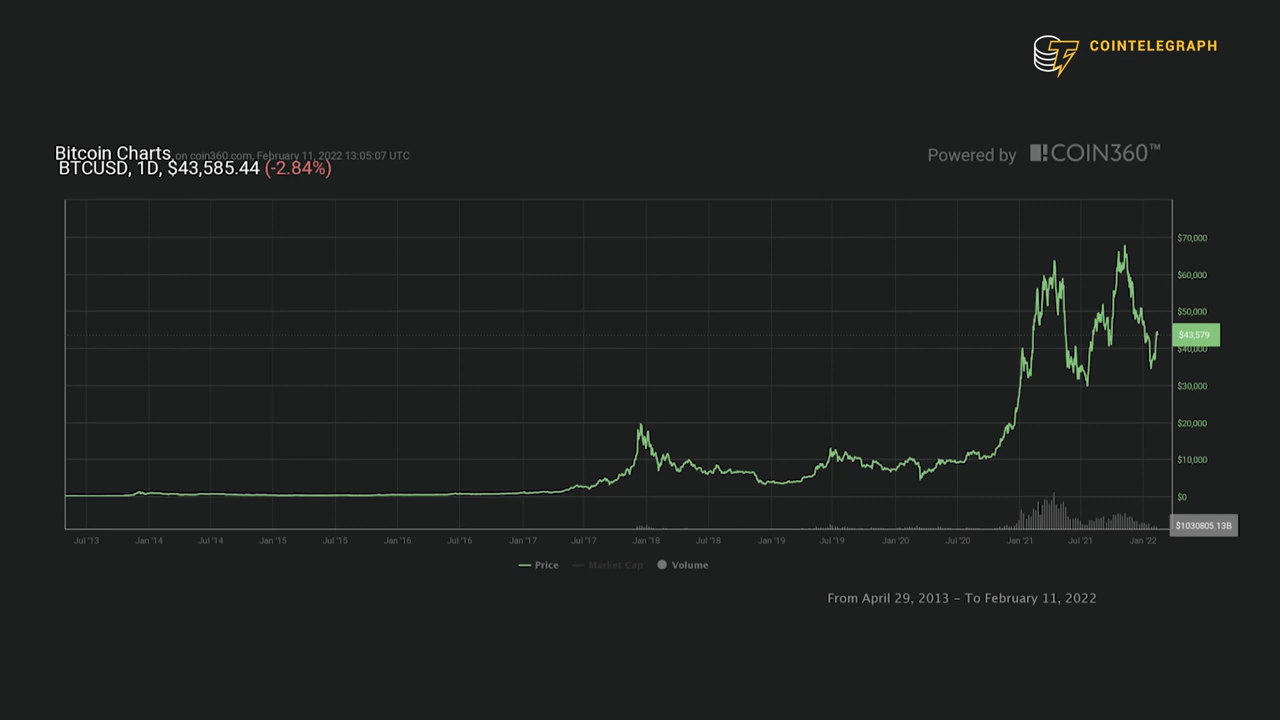 COINTELEGRAPH
Bitcoin Charts on coin360.com, February 11, 2022 13:05:07 UTC
BTCUSD, 1D, $43,585.44 (-2.84%)
Powered by COIN360™
$70,000
$60,000
$50,000
$43,579
$40,000
$30,000
$20,000
$10,000
$0
$1030805.13B
Jul '13 Jan '14 Jul '14 Jan '15 Jul '15 Jan '16 Jul '16 Jan '17 Jul '17 Jan '18 Jul '18 Jan '19 Jul '19 Jan '20 Jul '20 Jan '21 Jul '21 Jan '22
Price Market Cap Volume
From April 29, 2013 - To February 11, 2022